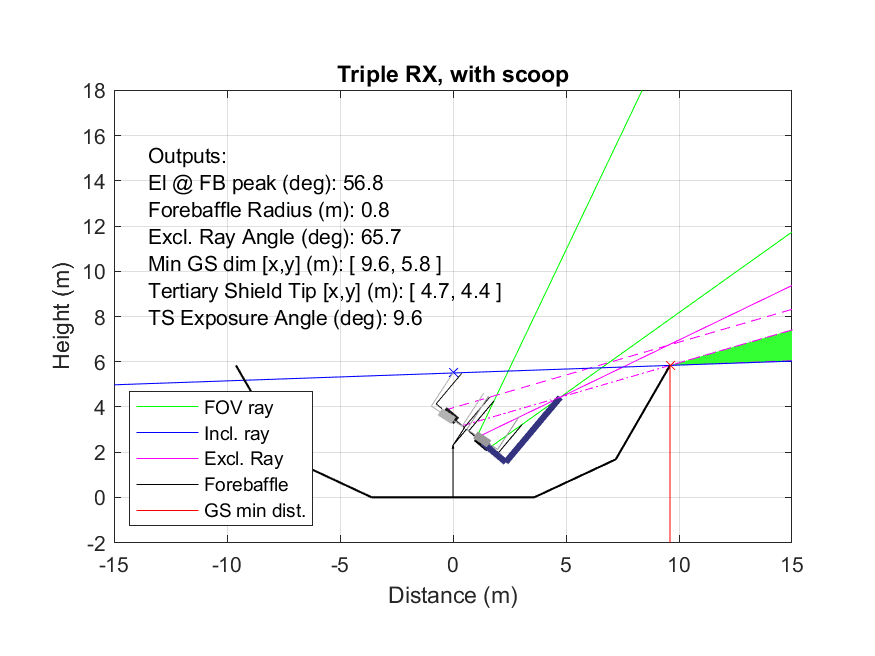 Triple RX, with scoop
18
16
14
12
10
8
6
4
2
0
-2
Height (m)
Outputs:
El @ FB peak (deg): 56.8
Forebaffle Radius (m): 0.8
Excl. Ray Angle (deg): 65.7
Min GS dim [x,y] (m): [ 9.6, 5.8 ]
Tertiary Shield Tip [x,y] (m): [ 4.7, 4.4 ]
TS Exposure Angle (deg): 9.6
FOV ray
Incl. ray
Excl. Ray
Forebaffle
GS min dist.
-15 -10 -5 0 5 10 15
Distance (m)